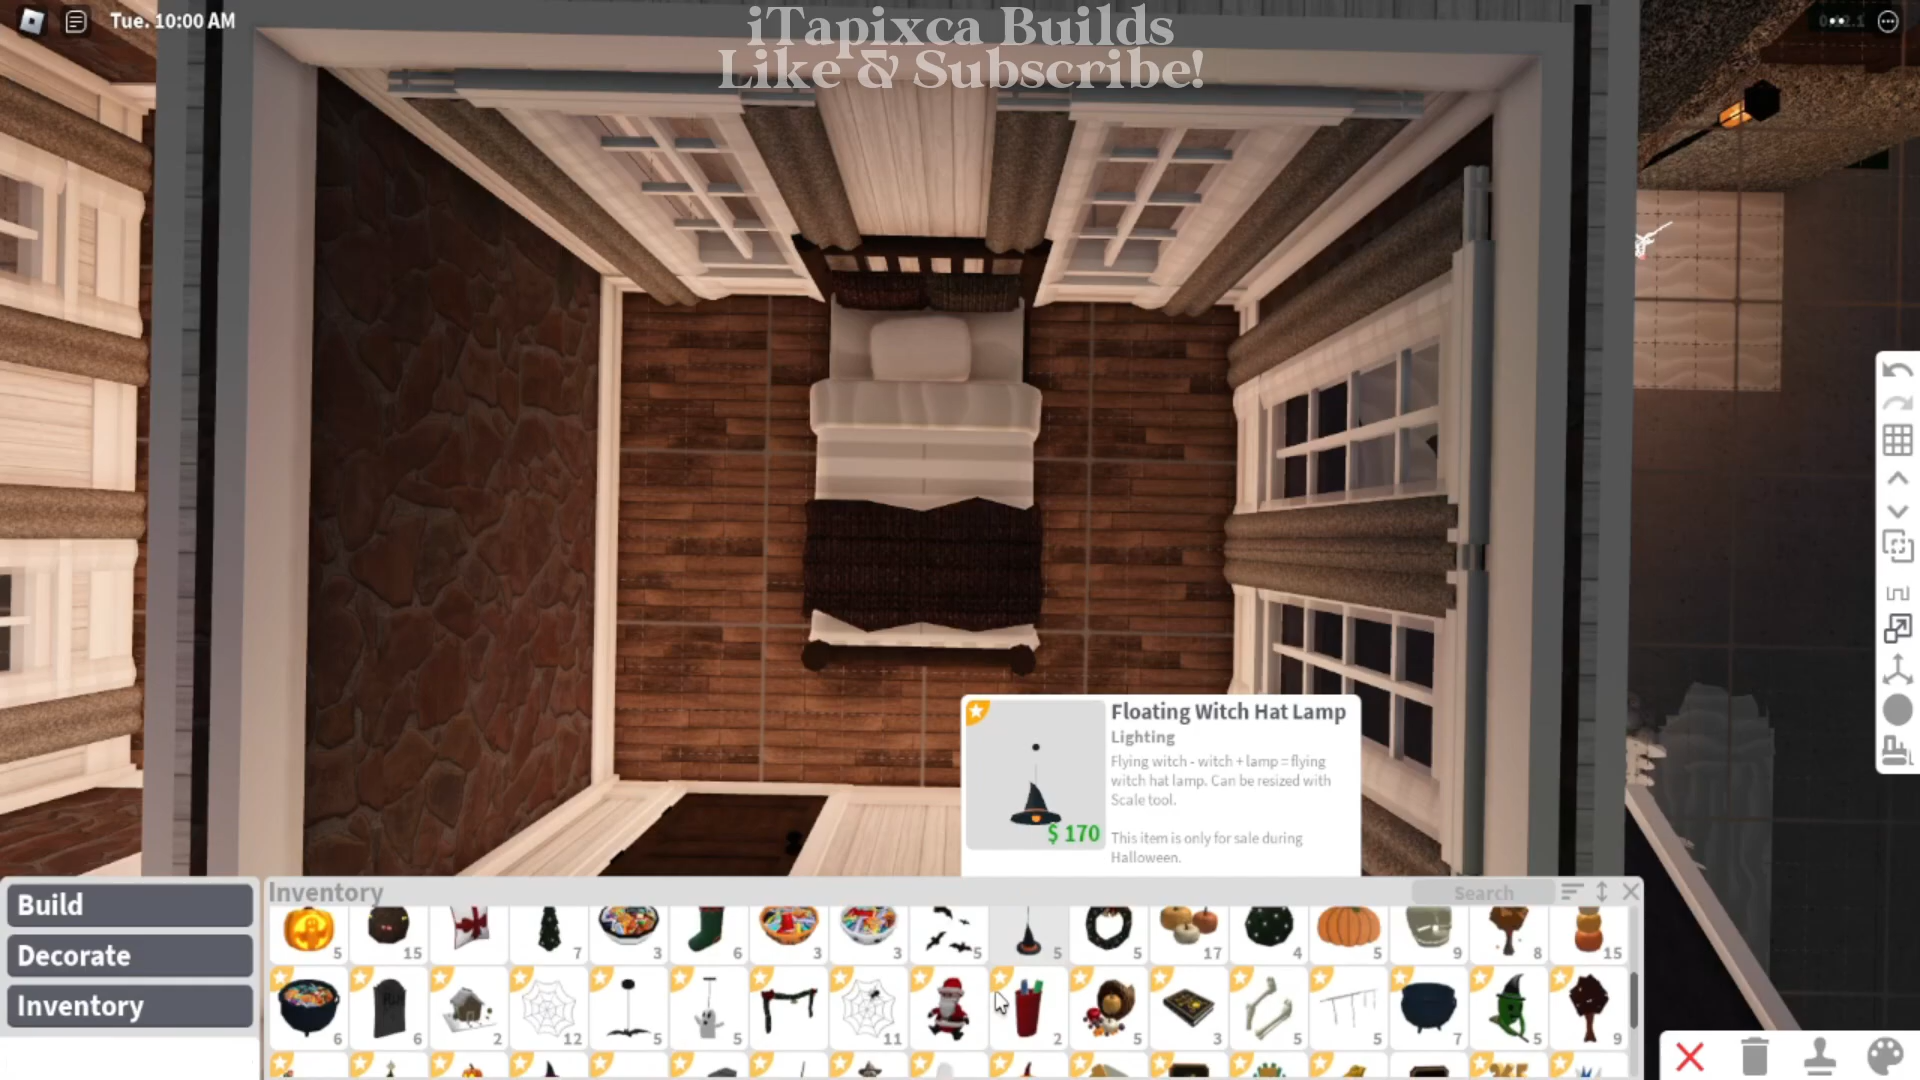 Tue. 10:00 AM
iTapixca Builds
Like & Subscribe!
Floating Witch Hat Lamp
Lighting
Flying witch - witch + lamp = flying
witch hat lamp. Can be resized with
Scale tool.
$ 170
This item is only for sale during
Halloween.
Build
Decorate
Inventory
Inventory
Search
5 15 7 3 6 3 3 5 5 5 17 4 5 9 8 15
6 6 2 12 5 5 11 2 5 3 5 5 7 5 9